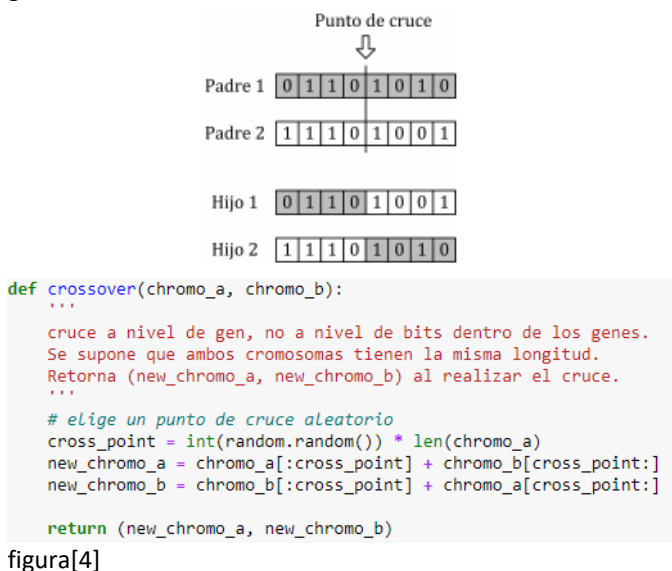 Punto de cruce
Padre 1 0 1 1 0 1 0 1 0
Padre 2 1 1 1 0 1 0 0 1
Hijo 1 0 1 1 0 1 0 0 1
Hijo 2 1 1 1 0 1 0 1 0
def crossover(chromo_a, chromo_b):
    '''
    cruce a nivel de gen, no a nivel de bits dentro de los genes.
    Se supone que ambos cromosomas tienen la misma longitud.
    Retorna (new_chromo_a, new_chromo_b) al realizar el cruce.
    '''
    # elige un punto de cruce aleatorio
    cross_point = int(random.random()) * len(chromo_a)
    new_chromo_a = chromo_a[:cross_point] + chromo_b[cross_point:]
    new_chromo_b = chromo_b[:cross_point] + chromo_a[cross_point:]
    return (new_chromo_a, new_chromo_b)
figura[4]